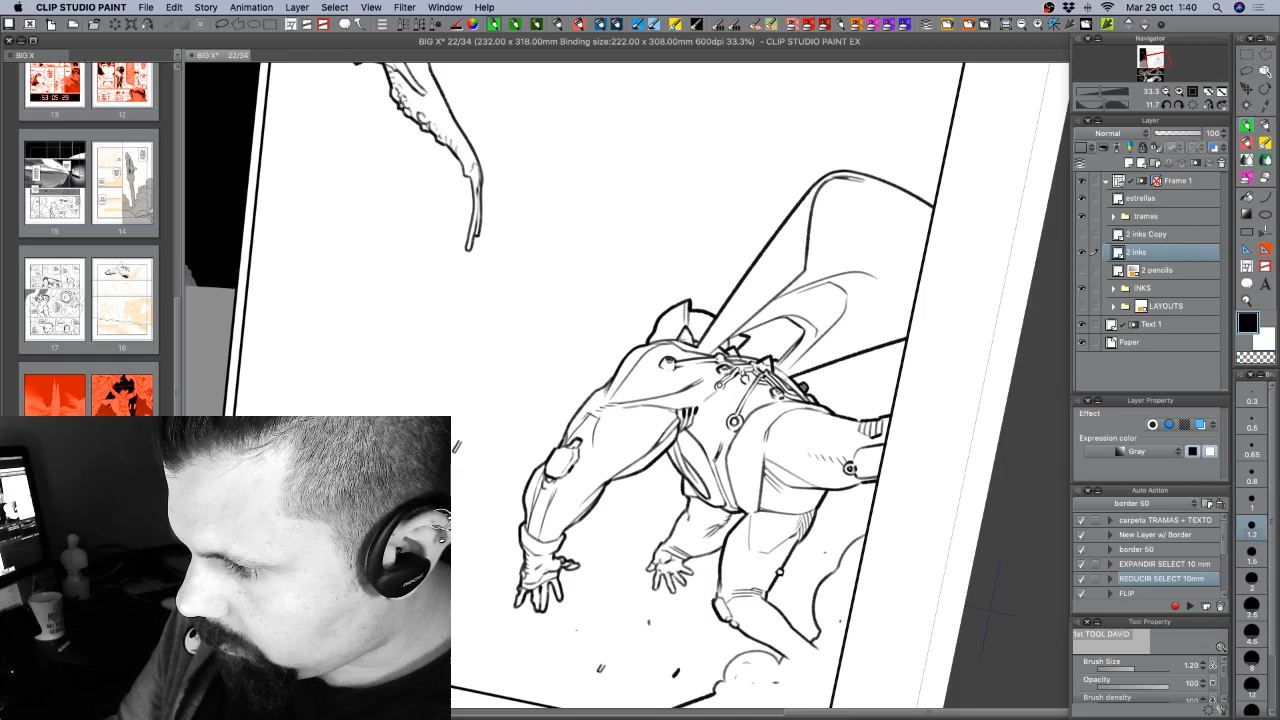 CLIP STUDIO PAINT File Edit Story Animation Layer Select View Filter Window Help Mar 29 oct 1:40
BIG X* 22/34 (232.00 x 318.00mm Binding size:222.00 x 308.00mm 600dpi 33.3%) - CLIP STUDIO PAINT EX
BIG X
BIG X* 22/34
13 12
15 14
17 16
Navigator
33.3
11.7
Layer
Normal 100
Frame 1
estrellas
tramas
2 inks Copy
2 inks
2 pencils
INKS
LAYOUTS
Text 1
Paper
Layer Property
Effect
Expression color
Gray
Auto Action
border 50
carpeta TRAMAS + TEXTO
New Layer w/ Border
border 50
EXPANDIR SELECT 10 mm
REDUCIR SELECT 10mm
FLIP
Tool Property
1st TOOL DAVID
Brush Size 1.20
Opacity 100
Brush density 100
To
A
Br
0.3
0.5
0.65
0.8
1
1.2
1.5
2
2.5
4.5
8
12